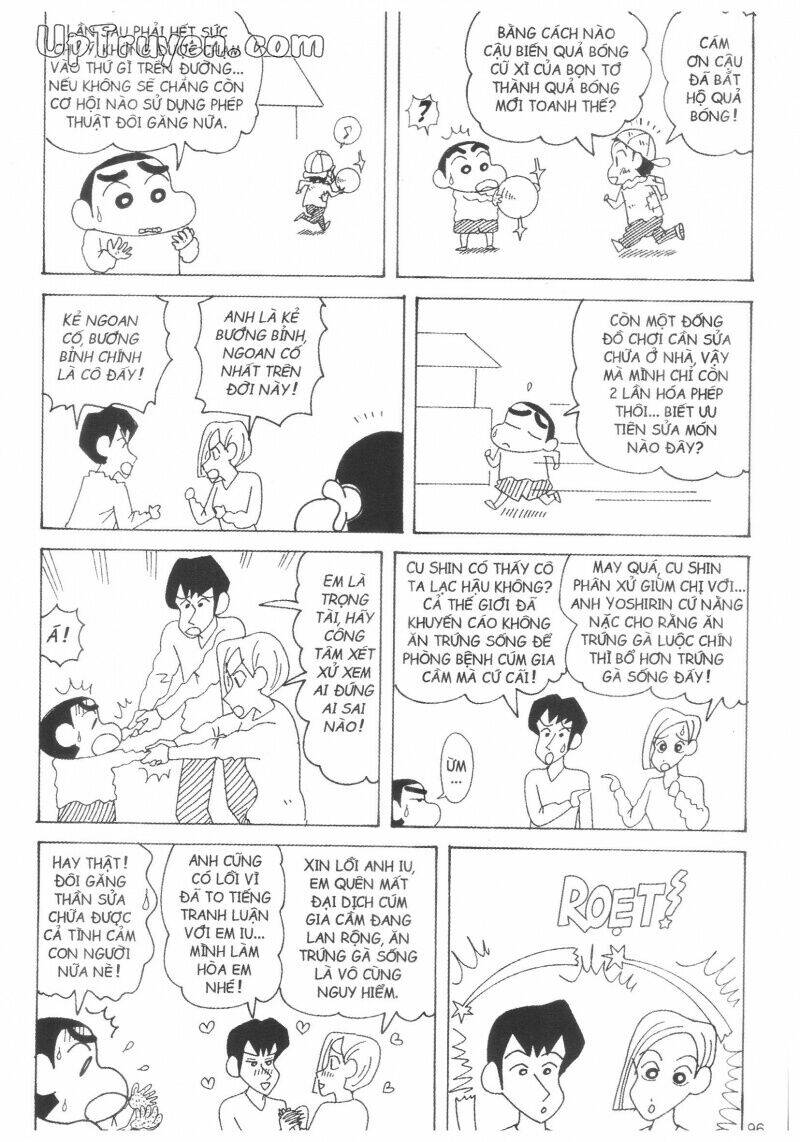 CÁM
ƠN CẬU
ĐÃ BẮT
HỘ QUẢ
BÓNG!
BẰNG CÁCH NÀO
CẬU BIẾN QUẢ BÓNG
CŨ XÌ CỦA BỌN TỚ
THÀNH QUẢ BÓNG
MỚI TOANH THẾ?
?
UpTruyen.com
LẦN SAU PHẢI HẾT SỨC
Ý KHÔNG ĐƯỢC
VÀO THỨ GÌ TRÊN ĐƯỜNG...
NẾU KHÔNG SẼ CHẲNG CÒN
CƠ HỘI NÀO SỬ DỤNG PHÉP
THUẬT ĐÔI GĂNG NỮA.
CÒN MỘT ĐỐNG
ĐỒ CHƠI CẦN SỬA
CHỮA Ở NHÀ, VẬY
MÀ MÌNH CHỈ CÒN
2 LẦN HÓA PHÉP
THÔI... BIẾT ƯU
TIÊN SỬA MÓN
NÀO ĐÂY?
ANH LÀ KẺ
BƯƠNG BỈNH,
NGOAN CỐ
NHẤT TRÊN
ĐỜI NÀY!
KẺ NGOAN
CỐ, BƯƠNG
BỈNH CHÍNH
LÀ CÔ ĐẤY!
MAY QUÁ, CU SHIN
PHÂN XỬ GIÙM CHỊ VỚI...
ANH YOSHIRIN CỨ NẰNG
NẶC CHO RẰNG ĂN
TRỨNG GÀ LUỘC CHÍN
THÌ BỔ HƠN TRỨNG
GÀ SỐNG ĐẤY!
CU SHIN CÓ THẤY CÔ
TA LẠC HẬU KHÔNG?
CẢ THẾ GIỚI ĐÃ
KHUYẾN CÁO KHÔNG
ĂN TRỨNG SỐNG ĐỂ
PHÒNG BỆNH CÚM GIA
CẦM MÀ CỨ CÃI!
ỪM
...
EM LÀ
TRỌNG
TÀI, HÃY
CÔNG
TÂM XÉT
XỬ XEM
AI ĐÚNG
AI SAI
NÀO!
Á!
ROẸT!
XIN LỖI ANH IU,
EM QUÊN MẤT
ĐẠI DỊCH CÚM
GIA CẦM ĐANG
LAN RỘNG, ĂN
TRỨNG GÀ SỐNG
LÀ VÔ CÙNG
NGUY HIỂM.
ANH CŨNG
CÓ LỖI VÌ
ĐÃ TO TIẾNG
TRANH LUẬN
VỚI EM IU...
MÌNH LÀM
HÒA EM
NHÉ!
HAY THẬT!
ĐÔI GĂNG
THẦN SỬA
CHỮA ĐƯỢC
CẢ TÌNH CẢM
CON NGƯỜI
NỮA NÈ!
96